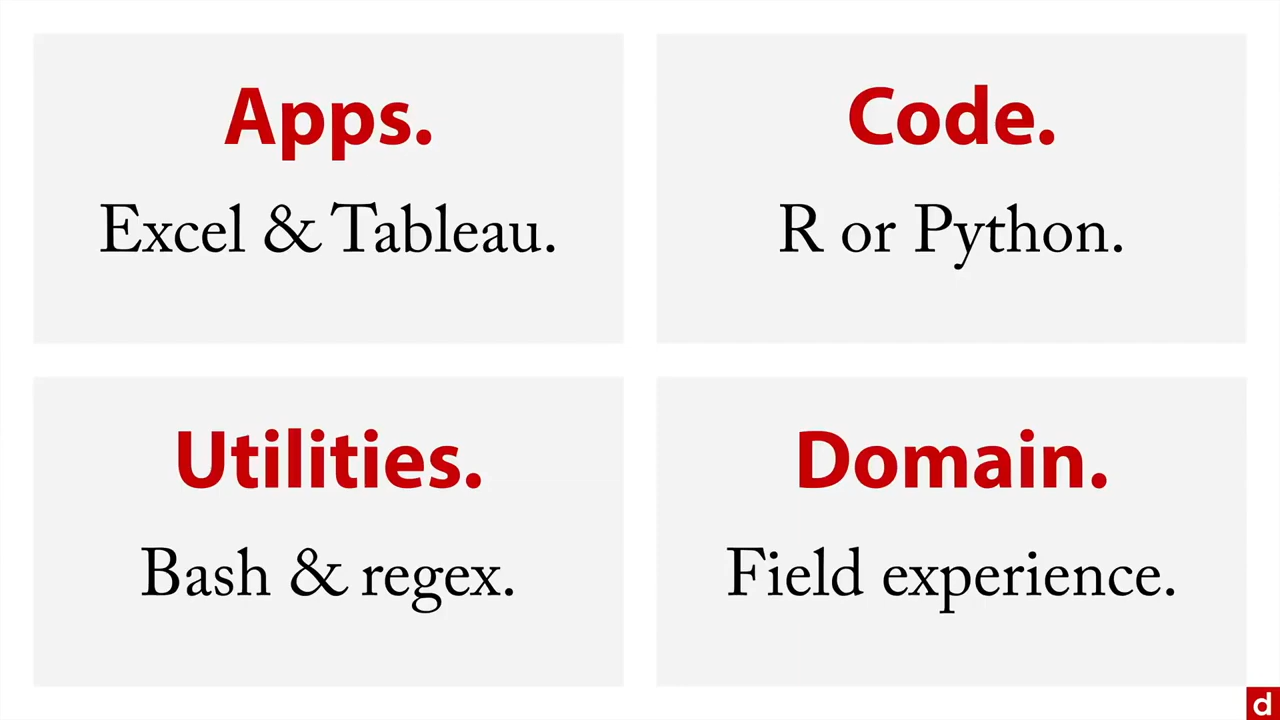 Apps.
Excel & Tableau.
Code.
R or Python.
Utilities.
Bash & regex.
Domain.
Field experience.
d